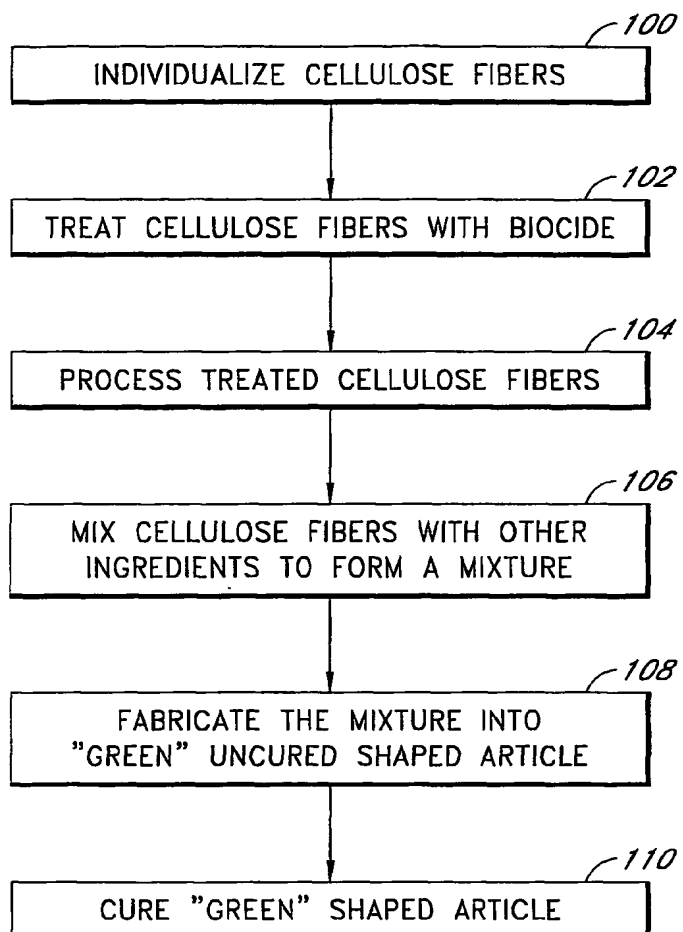 100
INDIVIDUALIZE CELLULOSE FIBERS
102
TREAT CELLULOSE FIBERS WITH BIOCIDE
104
PROCESS TREATED CELLULOSE FIBERS
106
MIX CELLULOSE FIBERS WITH OTHER
INGREDIENTS TO FORM A MIXTURE
108
FABRICATE THE MIXTURE INTO
"GREEN" UNCURED SHAPED ARTICLE
110
CURE "GREEN" SHAPED ARTICLE